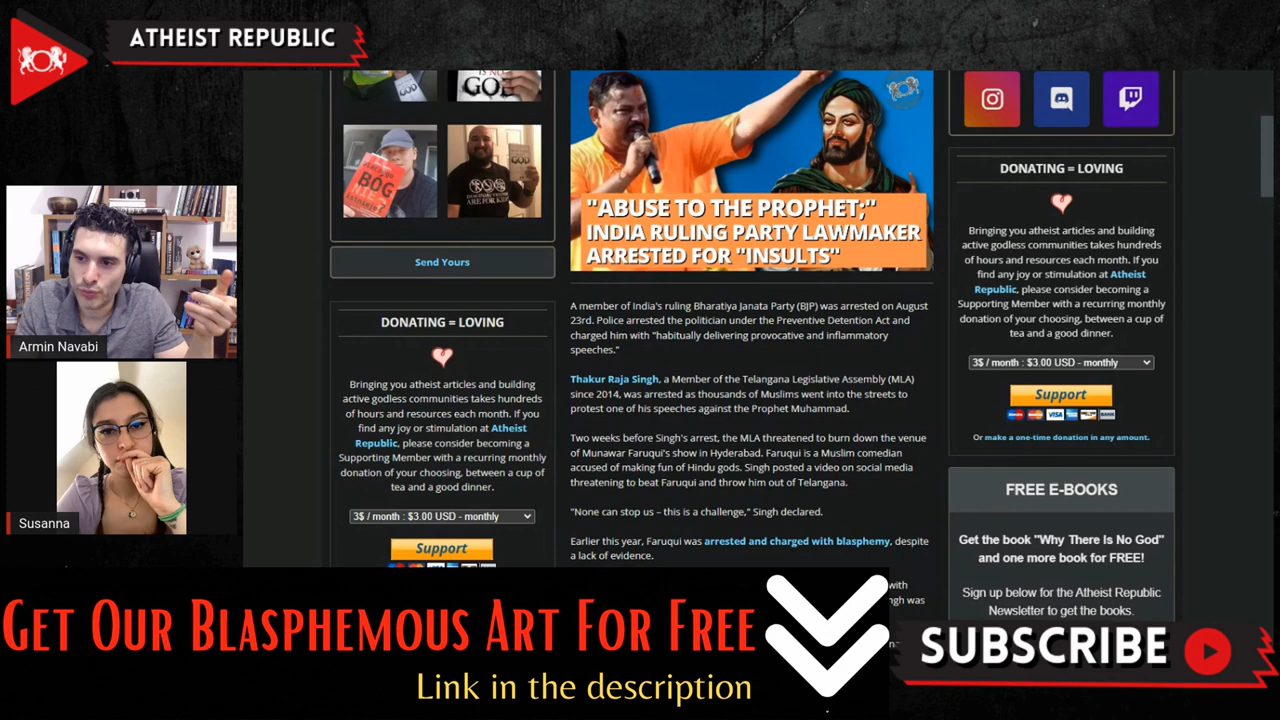 ATHEIST REPUBLIC
GOD
IS NO
GOD
BÓG
GOD
ARE FOR KIDS
Send Yours
DONATING = LOVING
Bringing you atheist articles and building
active godless communities takes hundreds
of hours and resources each month. If you
find any joy or stimulation at Atheist
Republic, please consider becoming a
Supporting Member with a recurring monthly
donation of your choosing, between a cup of
tea and a good dinner.
3$ / month : $3.00 USD - monthly
Support
"ABUSE TO THE PROPHET;"
INDIA RULING PARTY LAWMAKER
ARRESTED FOR "INSULTS"
A member of India's ruling Bharatiya Janata Party (BJP) was arrested on August
23rd. Police arrested the politician under the Preventive Detention Act and
charged him with "habitually delivering provocative and inflammatory
speeches."
Thakur Raja Singh, a Member of the Telangana Legislative Assembly (MLA)
since 2014, was arrested as thousands of Muslims went into the streets to
protest one of his speeches against the Prophet Muhammad.
Two weeks before Singh's arrest, the MLA threatened to burn down the venue
of Munawar Faruqui's show in Hyderabad. Faruqui is a Muslim comedian
accused of making fun of Hindu gods. Singh posted a video on social media
threatening to beat Faruqui and throw him out of Telangana.
"None can stop us – this is a challenge," Singh declared.
Earlier this year, Faruqui was arrested and charged with blasphemy, despite
a lack of evidence.
with
ngh was
DONATING = LOVING
Bringing you atheist articles and building
active godless communities takes hundreds
of hours and resources each month. If you
find any joy or stimulation at Atheist
Republic, please consider becoming a
Supporting Member with a recurring monthly
donation of your choosing, between a cup of
tea and a good dinner.
3$ / month : $3.00 USD - monthly
Support
VISA
BANK
Or make a one-time donation in any amount.
FREE E-BOOKS
Get the book "Why There Is No God"
and one more book for FREE!
Sign up below for the Atheist Republic
Newsletter to get the books.
Armin Navabi
Susanna
GET OUR BLASPHEMOUS ART FOR FREE
Link in the description
SUBSCRIBE